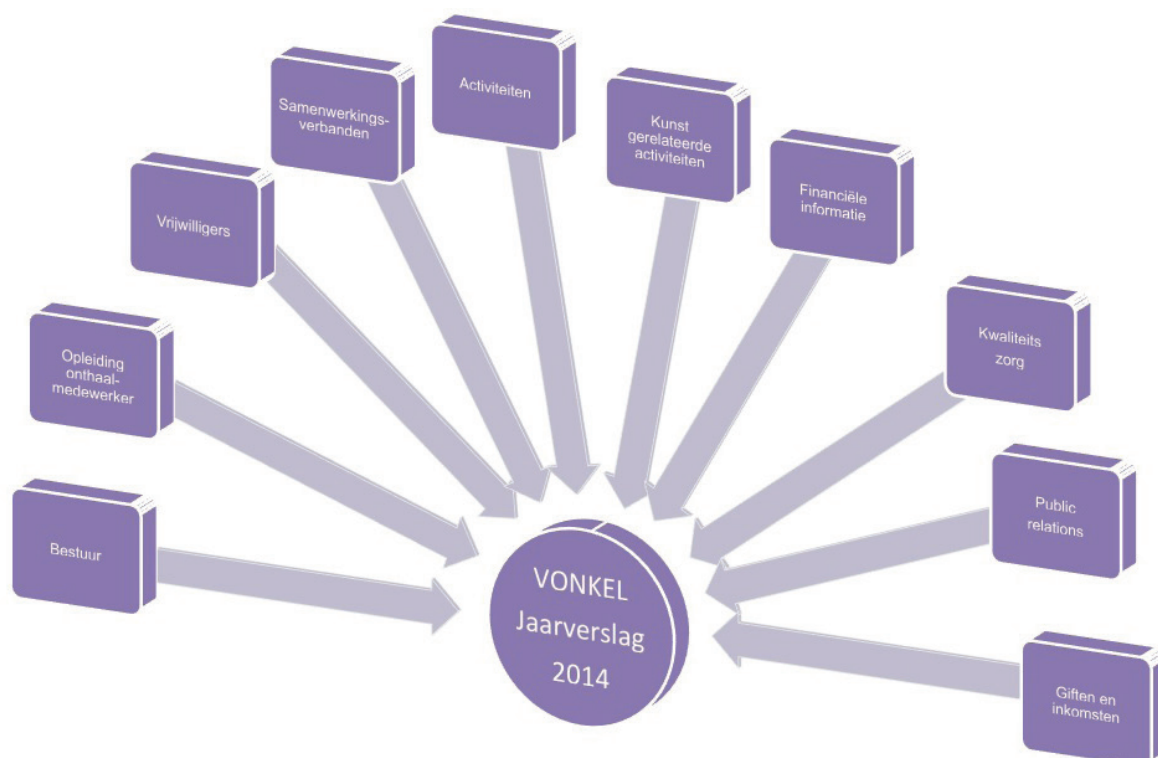 Activiteiten
Samenwerkings-
verbanden
Kunst
gerelateerde
activiteiten
Vrijwilligers
Financiële
informatie
Opleiding
onthaal-
medewerker
Kwaliteits
zorg
Bestuur
Public
relations
VONKEL
Jaarverslag
2014
Giften en
inkomsten